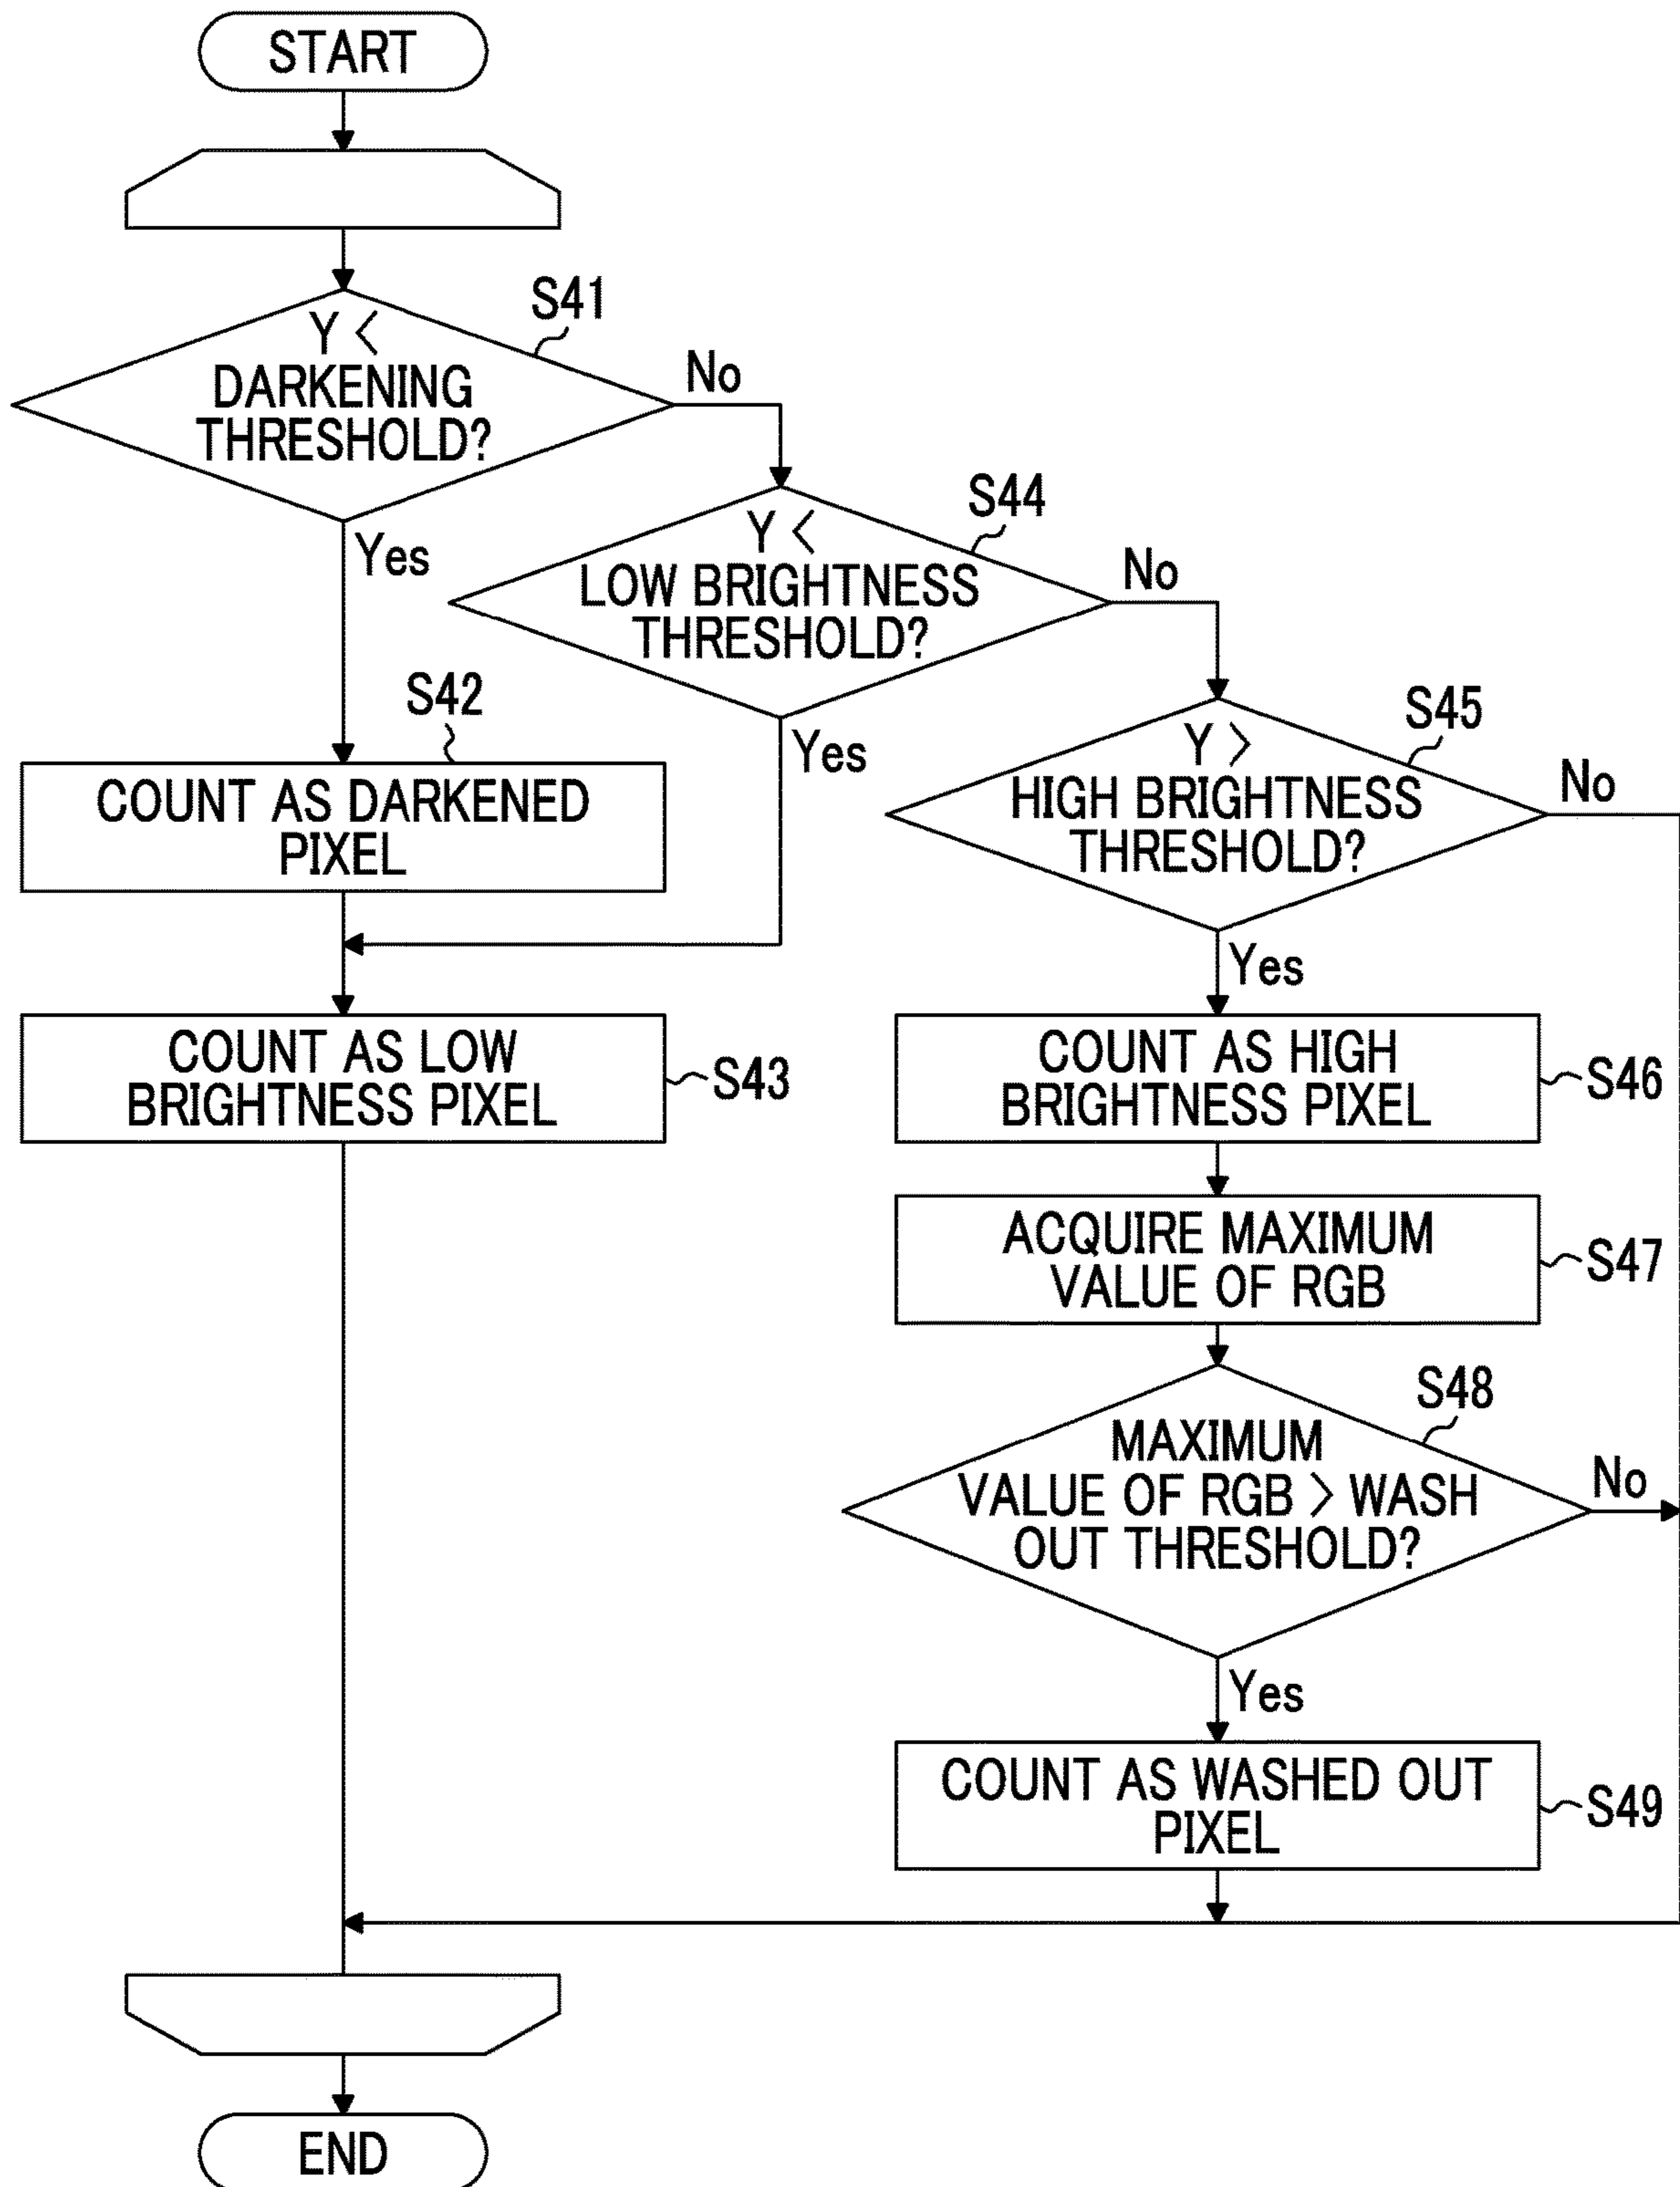 START
S41
Y <
DARKENING
THRESHOLD?
No
Yes
S44
Y <
LOW BRIGHTNESS
THRESHOLD?
No
Yes
S42
COUNT AS DARKENED
PIXEL
S45
Y >
HIGH BRIGHTNESS
THRESHOLD?
No
Yes
COUNT AS LOW
BRIGHTNESS PIXEL
S43
COUNT AS HIGH
BRIGHTNESS PIXEL
S46
ACQUIRE MAXIMUM
VALUE OF RGB
S47
S48
MAXIMUM
VALUE OF RGB > WASH
OUT THRESHOLD?
No
Yes
COUNT AS WASHED OUT
PIXEL
S49
END